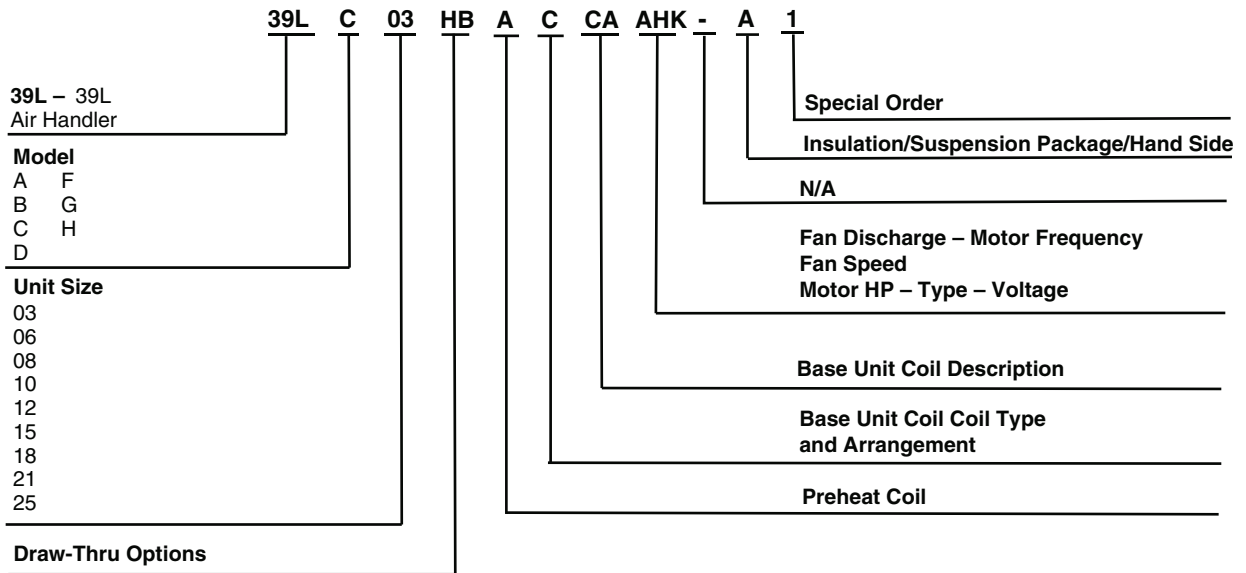 39L C 03 HB A C CA AHK - A 1
39L – 39L
Air Handler
Model
A F
B G
C H
D
Unit Size
03
06
08
10
12
15
18
21
25
Draw-Thru Options
Special Order
Insulation/Suspension Package/Hand Side
N/A
Fan Discharge – Motor Frequency
Fan Speed
Motor HP – Type – Voltage
Base Unit Coil Description
Base Unit Coil Coil Type
and Arrangement
Preheat Coil